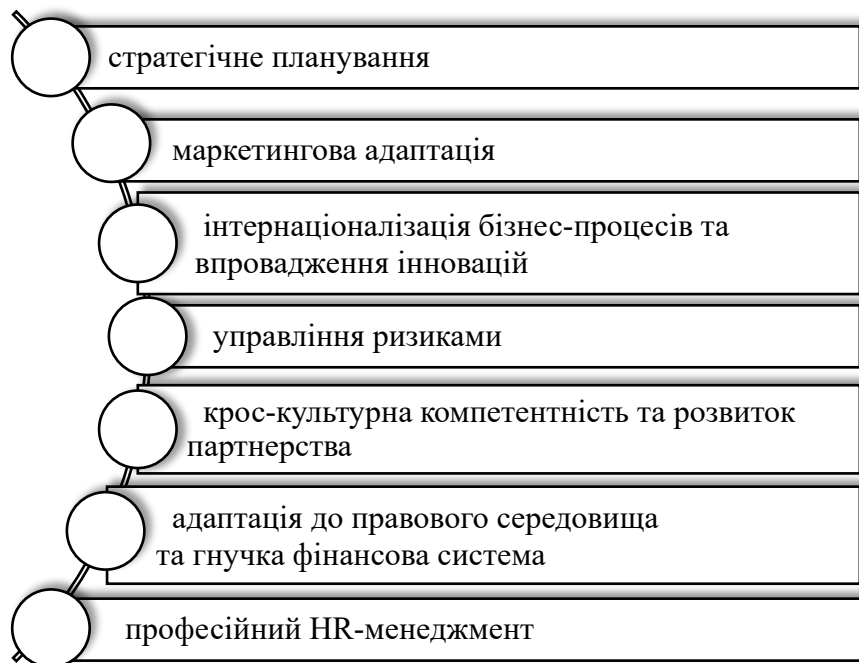 стратегічне планування
маркетингова адаптація
інтернаціоналізація бізнес-процесів та
впровадження інновацій
управління ризиками
крос-культурна компетентність та розвиток
партнерства
адаптація до правового середовища
та гнучка фінансова система
професійний HR-менеджмент